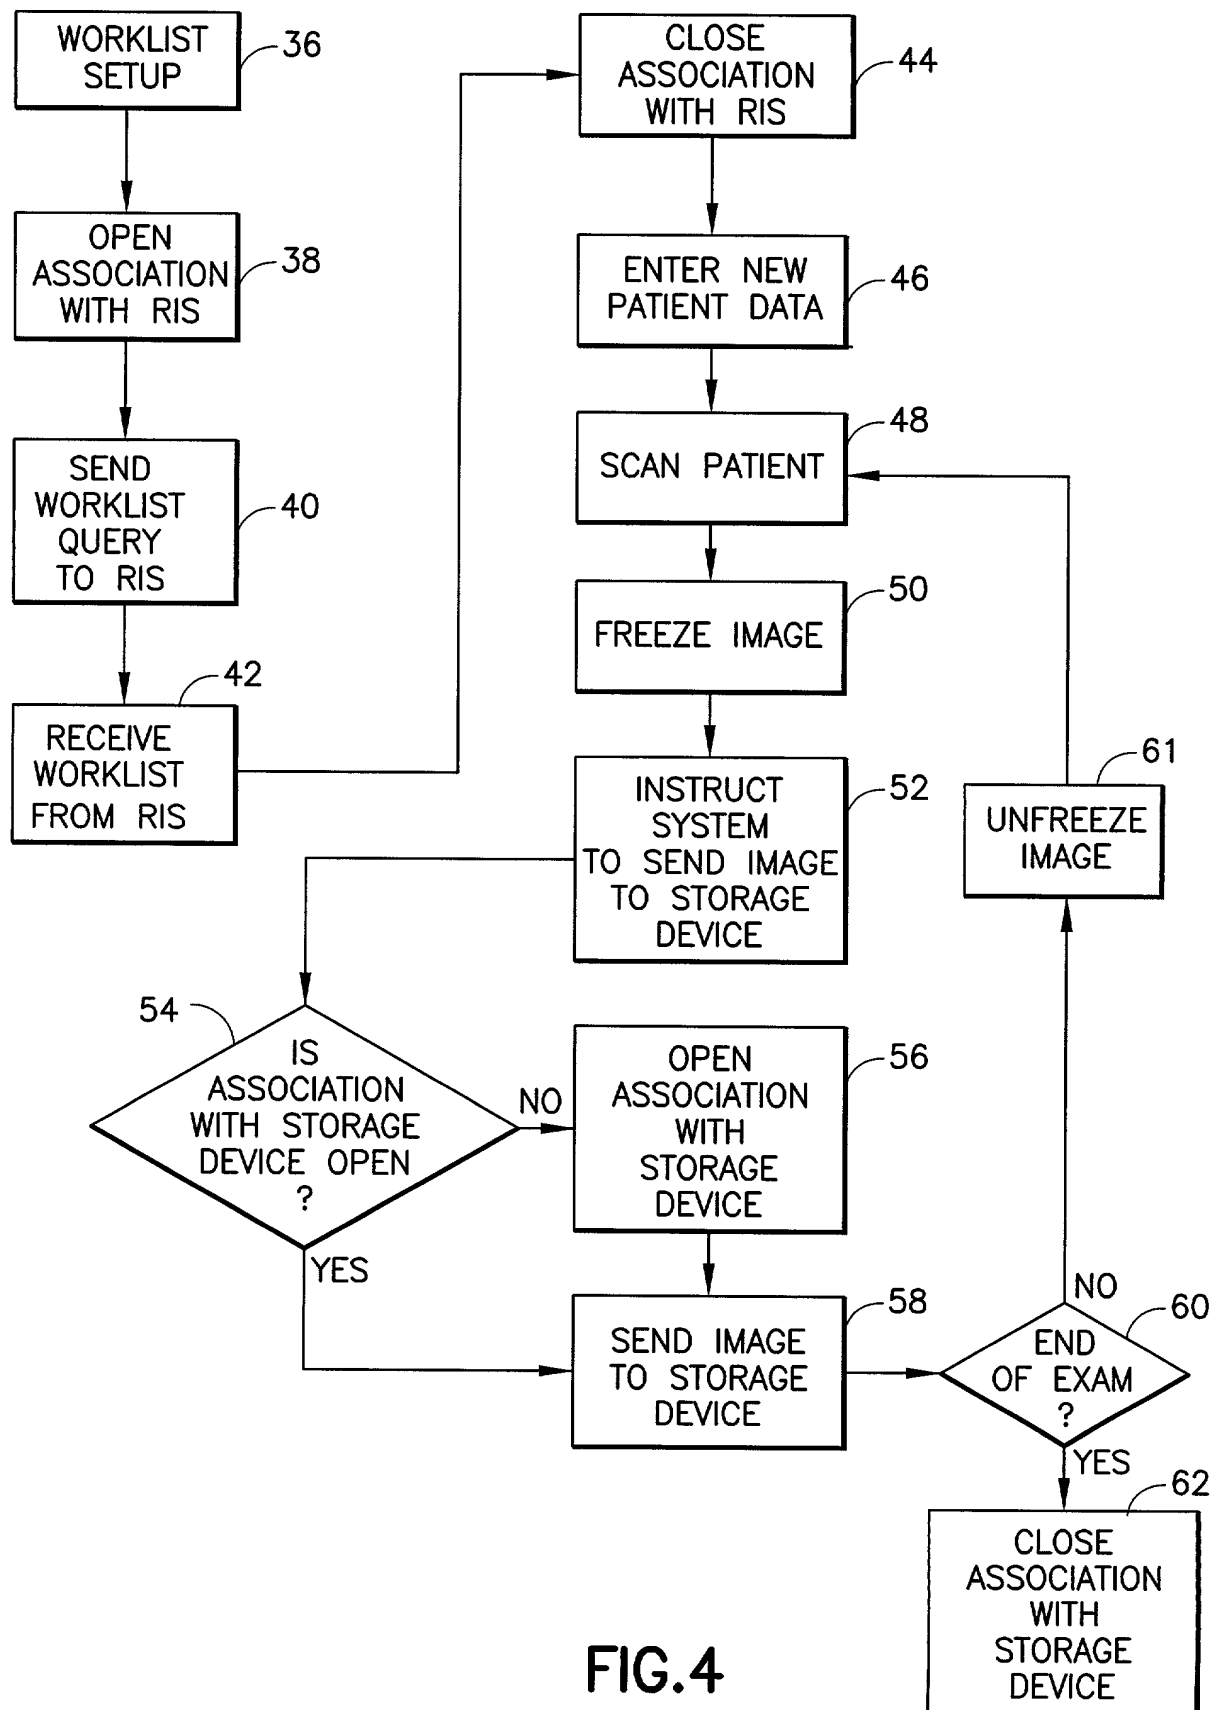 WORKLIST
SETUP
36
OPEN
ASSOCIATION
WITH RIS
38
SEND
WORKLIST
QUERY
TO RIS
40
42
RECEIVE
WORKLIST
FROM RIS
CLOSE
ASSOCIATION
WITH RIS
44
ENTER NEW
PATIENT DATA
46
SCAN PATIENT
48
FREEZE IMAGE
50
INSTRUCT
SYSTEM
TO SEND IMAGE
TO STORAGE
DEVICE
52
54
IS
ASSOCIATION
WITH STORAGE
DEVICE OPEN
?
NO
YES
OPEN
ASSOCIATION
WITH
STORAGE
DEVICE
56
SEND IMAGE
TO STORAGE
DEVICE
58
END
OF EXAM
?
60
NO
YES
61
UNFREEZE
IMAGE
62
CLOSE
ASSOCIATION
WITH
STORAGE
DEVICE
FIG.4